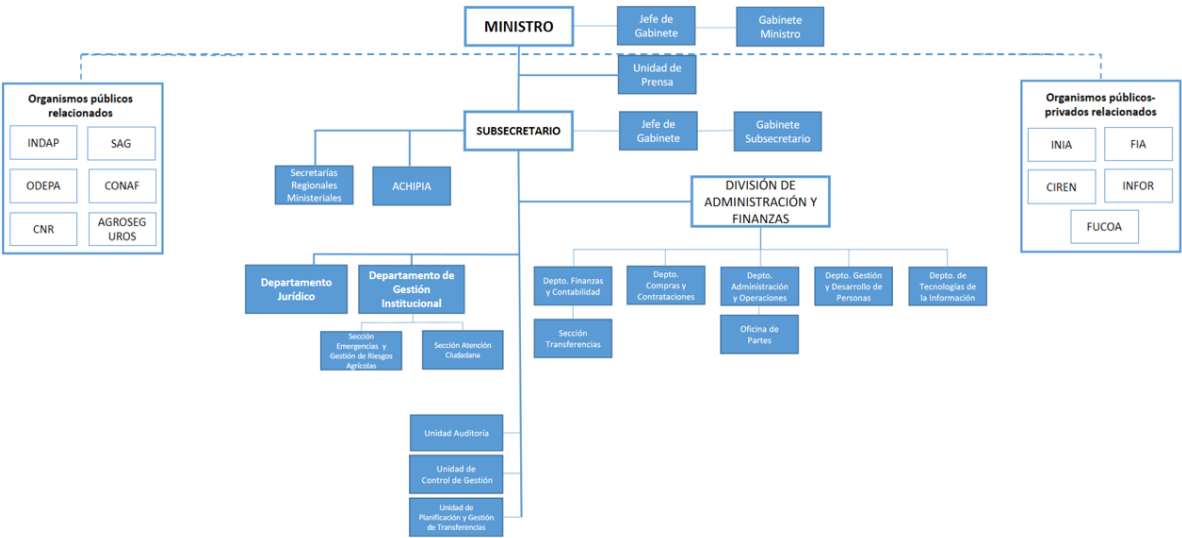 MINISTRO
Jefe de
Gabinete
Gabinete
Ministro
Unidad de
Prensa
Organismos públicos
relacionados
INDAP
SAG
ODEPA
CONAF
CNR
AGROSEG
UROS
Organismos públicos-
privados relacionados
INIA
FIA
CIREN
INFOR
FUCOA
SUBSECRETARIO
Jefe de
Gabinete
Gabinete
Subsecretario
Secretarías
Regionales
Ministeriales
ACHIPIA
DIVISIÓN DE
ADMINISTRACIÓN Y
FINANZAS
Departamento
Jurídico
Departamento de
Gestión
Institucional
Depto. Finanzas
y Contabilidad
Depto.
Compras y
Contrataciones
Depto.
Administración
y Operaciones
Depto. Gestión
y Desarrollo de
Personas
Depto. de
Tecnologías de
la Información
Sección
Emergencias y
Gestión de Riesgos
Agrícolas
Sección Atención
Ciudadana
Sección
Transferencias
Oficina de
Partes
Unidad Auditoría
Unidad de
Control de Gestión
Unidad de
Planificación y Gestión
de Transferencias